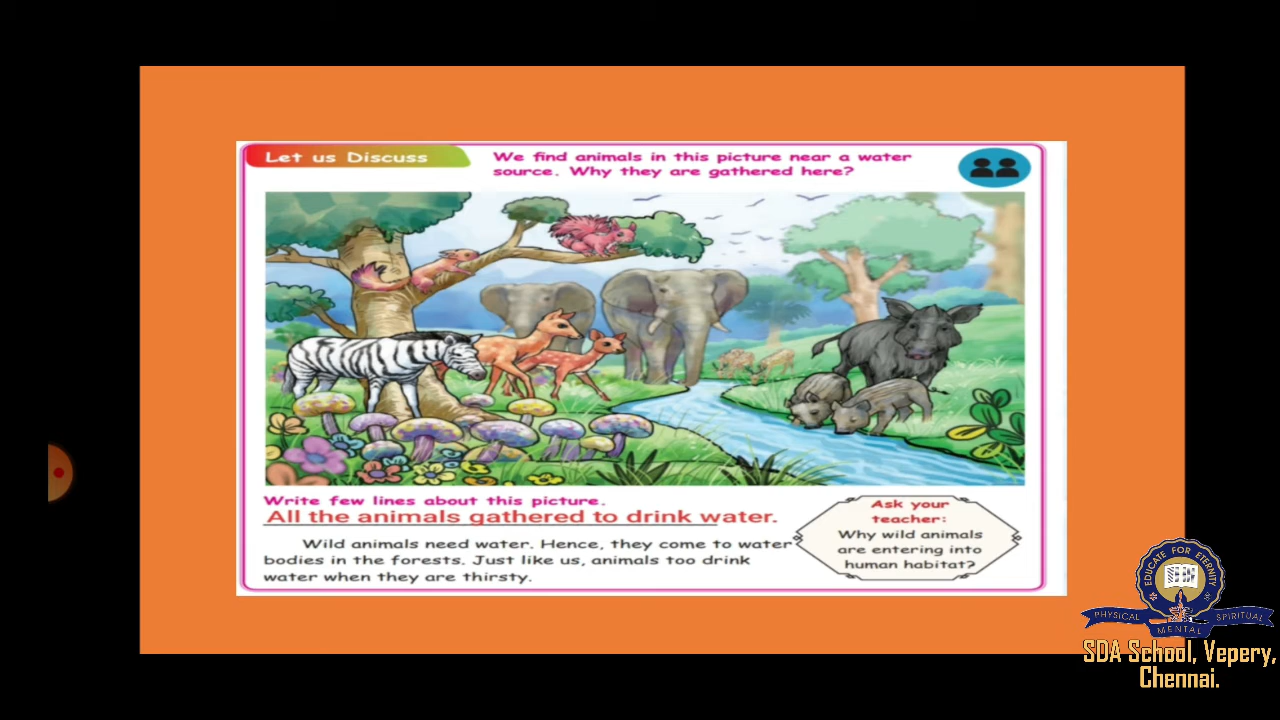 Let us Discuss
We find animals in this picture near a water
source. Why they are gathered here?
Write few lines about this picture.
All the animals gathered to drink water.
Wild animals need water. Hence, they come to water
bodies in the forests. Just like us, animals too drink
water when they are thirsty.
Ask your
teacher:
Why wild animals
are entering into
human habitat?
EDUCATE FOR ETERNITY
PHYSICAL MENTAL SPIRITUAL
SDA School, Vepery,
Chennai.